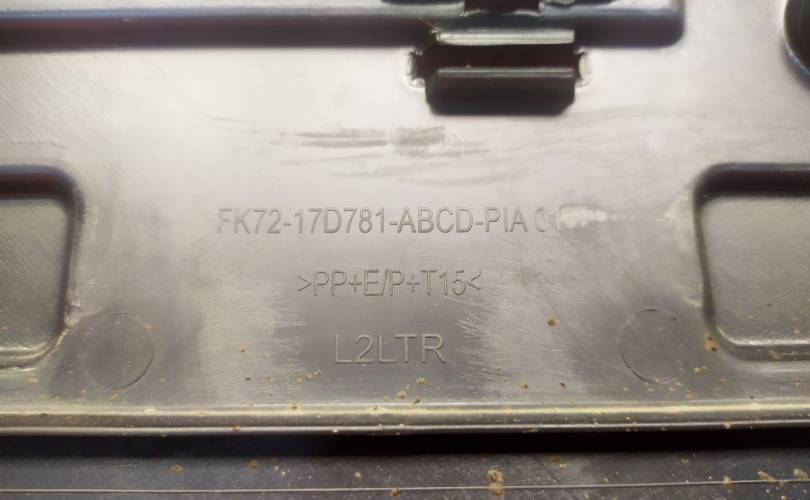 FK72-17D781-ABCD-PIA
>PP+E/P+T15<
L2LTR